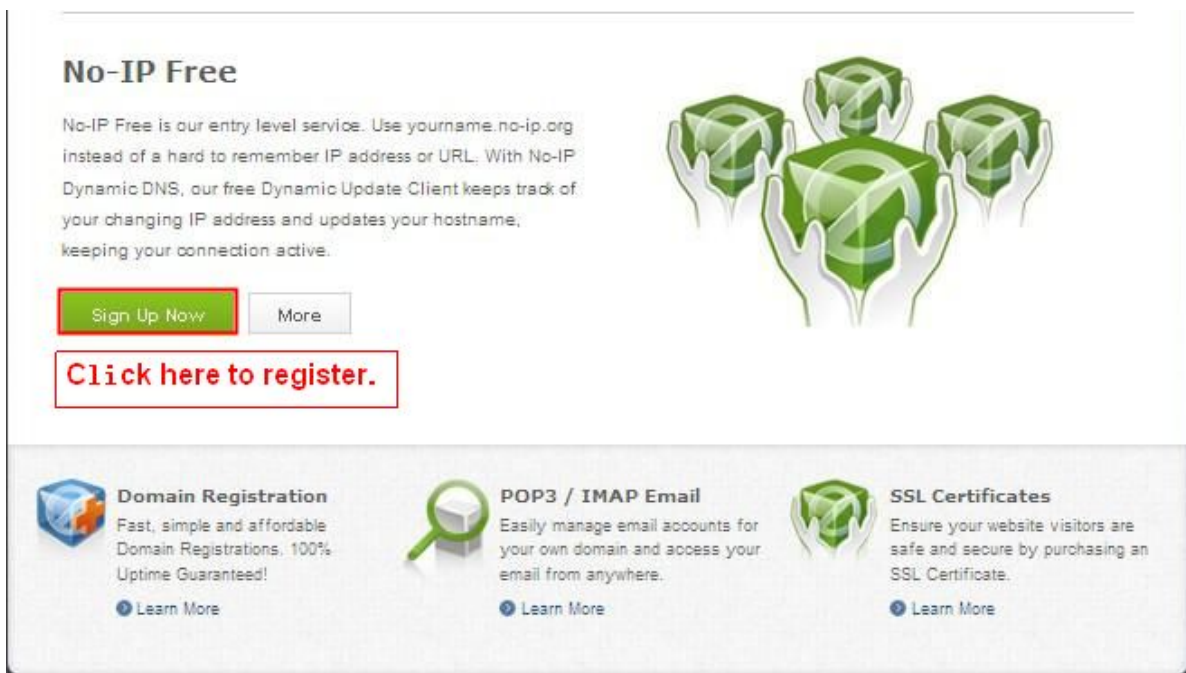 No-IP Free
No-IP Free is our entry level service. Use yourname.no-ip.org
instead of a hard to remember IP address or URL. With No-IP
Dynamic DNS, our free Dynamic Update Client keeps track of
your changing IP address and updates your hostname,
keeping your connection active.
Sign Up Now
More
Click here to register.
Domain Registration
Fast, simple and affordable
Domain Registrations, 100%
Uptime Guaranteed!
Learn More
POP3 / IMAP Email
Easily manage email accounts for
your own domain and access your
email from anywhere.
Learn More
SSL Certificates
Ensure your website visitors are
safe and secure by purchasing an
SSL Certificate.
Learn More